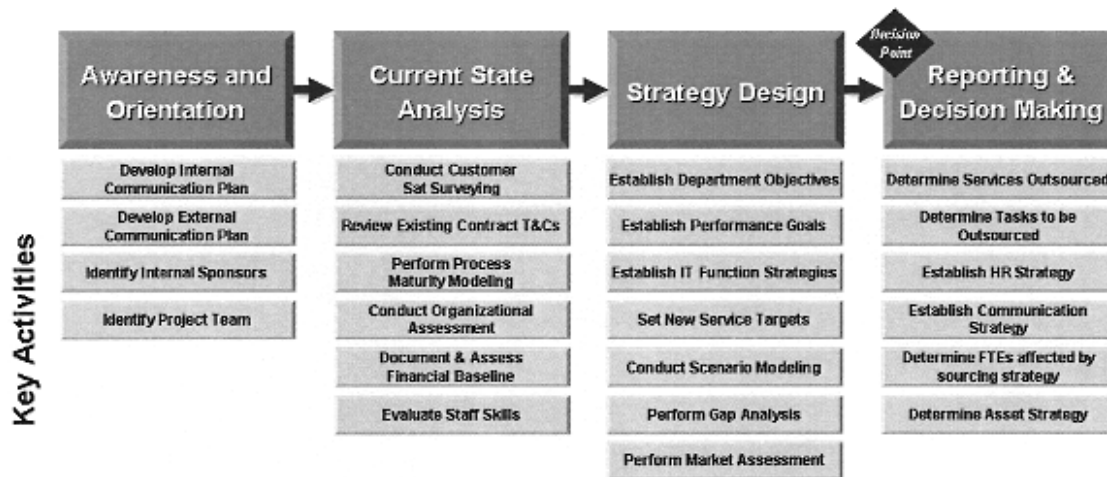 Decision
Point
Awareness and
Orientation
Current State
Analysis
Strategy Design
Reporting &
Decision Making
Key Activities
Develop Internal
Communication Plan
Develop External
Communication Plan
Identify Internal Sponsors
Identify Project Team
Conduct Customer
Sat Surveying
Review Existing Contract T&Cs
Perform Process
Maturity Modeling
Conduct Organizational
Assessment
Document & Assess
Financial Baseline
Evaluate Staff Skills
Establish Department Objectives
Establish Performance Goals
Establish IT Function Strategies
Set New Service Targets
Conduct Scenario Modeling
Perform Gap Analysis
Perform Market Assessment
Determine Services Outsourced
Determine Tasks to be
Outsourced
Establish HR Strategy
Establish Communication
Strategy
Determine FTEs affected by
sourcing strategy
Determine Asset Strategy